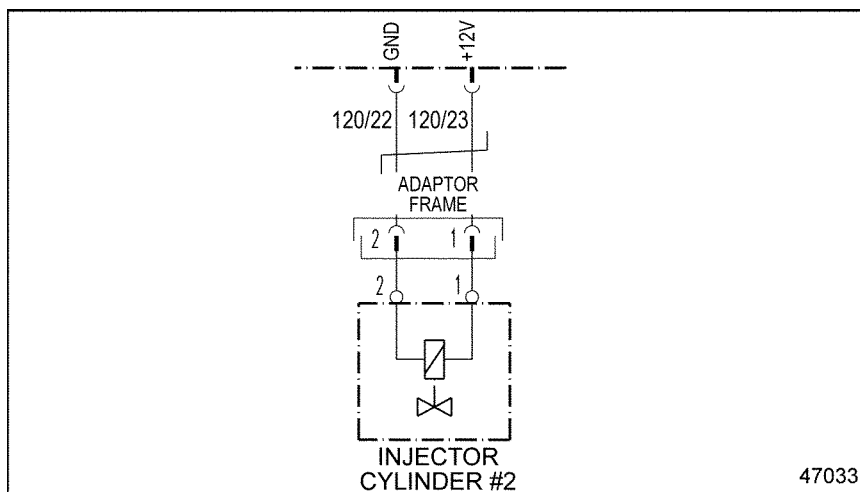 GND +12V
120/22 120/23
ADAPTOR
FRAME
2 1
2 1
INJECTOR
CYLINDER #2
47033